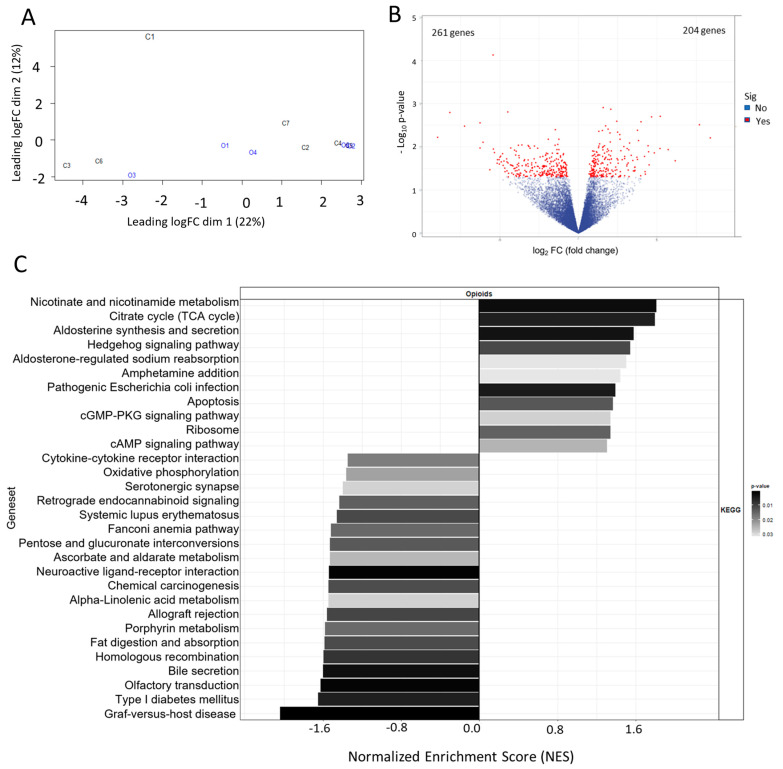 A
C1
C7
C2
C4
C3
C6
O3
O1
O4
4
2
0
-2
-4
-3
-2
-1
0
1
2
3
Leading logFC dim 2 (12%)
Leading logFC dim 1 (22%)
B
261 genes
204 genes
5
4
3
2
1
0
- Log10 p-value
log2 FC (fold change)
Sig
No
Yes
C
Opioids
Nicotinate and nicotinamide metabolism
Citrate cycle (TCA cycle)
Aldosterine synthesis and secretion
Hedgehog signaling pathway
Aldosterone-regulated sodium reabsorption
Amphetamine addition
Pathogenic Escherichia coli infection
Apoptosis
cGMP-PKG signaling pathway
Ribosome
cAMP signaling pathway
Cytokine-cytokine receptor interaction
Oxidative phosphorylation
Serotonergic synapse
Retrograde endocannabinoid signaling
Systemic lupus erythematosus
Fanconi anemia pathway
Pentose and glucuronate interconversions
Ascorbate and aldarate metabolism
Neuroactive ligand-receptor interaction
Chemical carcinogenesis
Alpha-Linolenic acid metabolism
Allograft rejection
Porphyrin metabolism
Fat digestion and absorption
Homologous recombination
Bile secretion
Olfactory transduction
Type I diabetes mellitus
Graf-versus-host disease
Geneset
KEGG
p-value
0.01
0.02
0.03
-1.6
-0.8
0.0
0.8
1.6
Normalized Enrichment Score (NES)